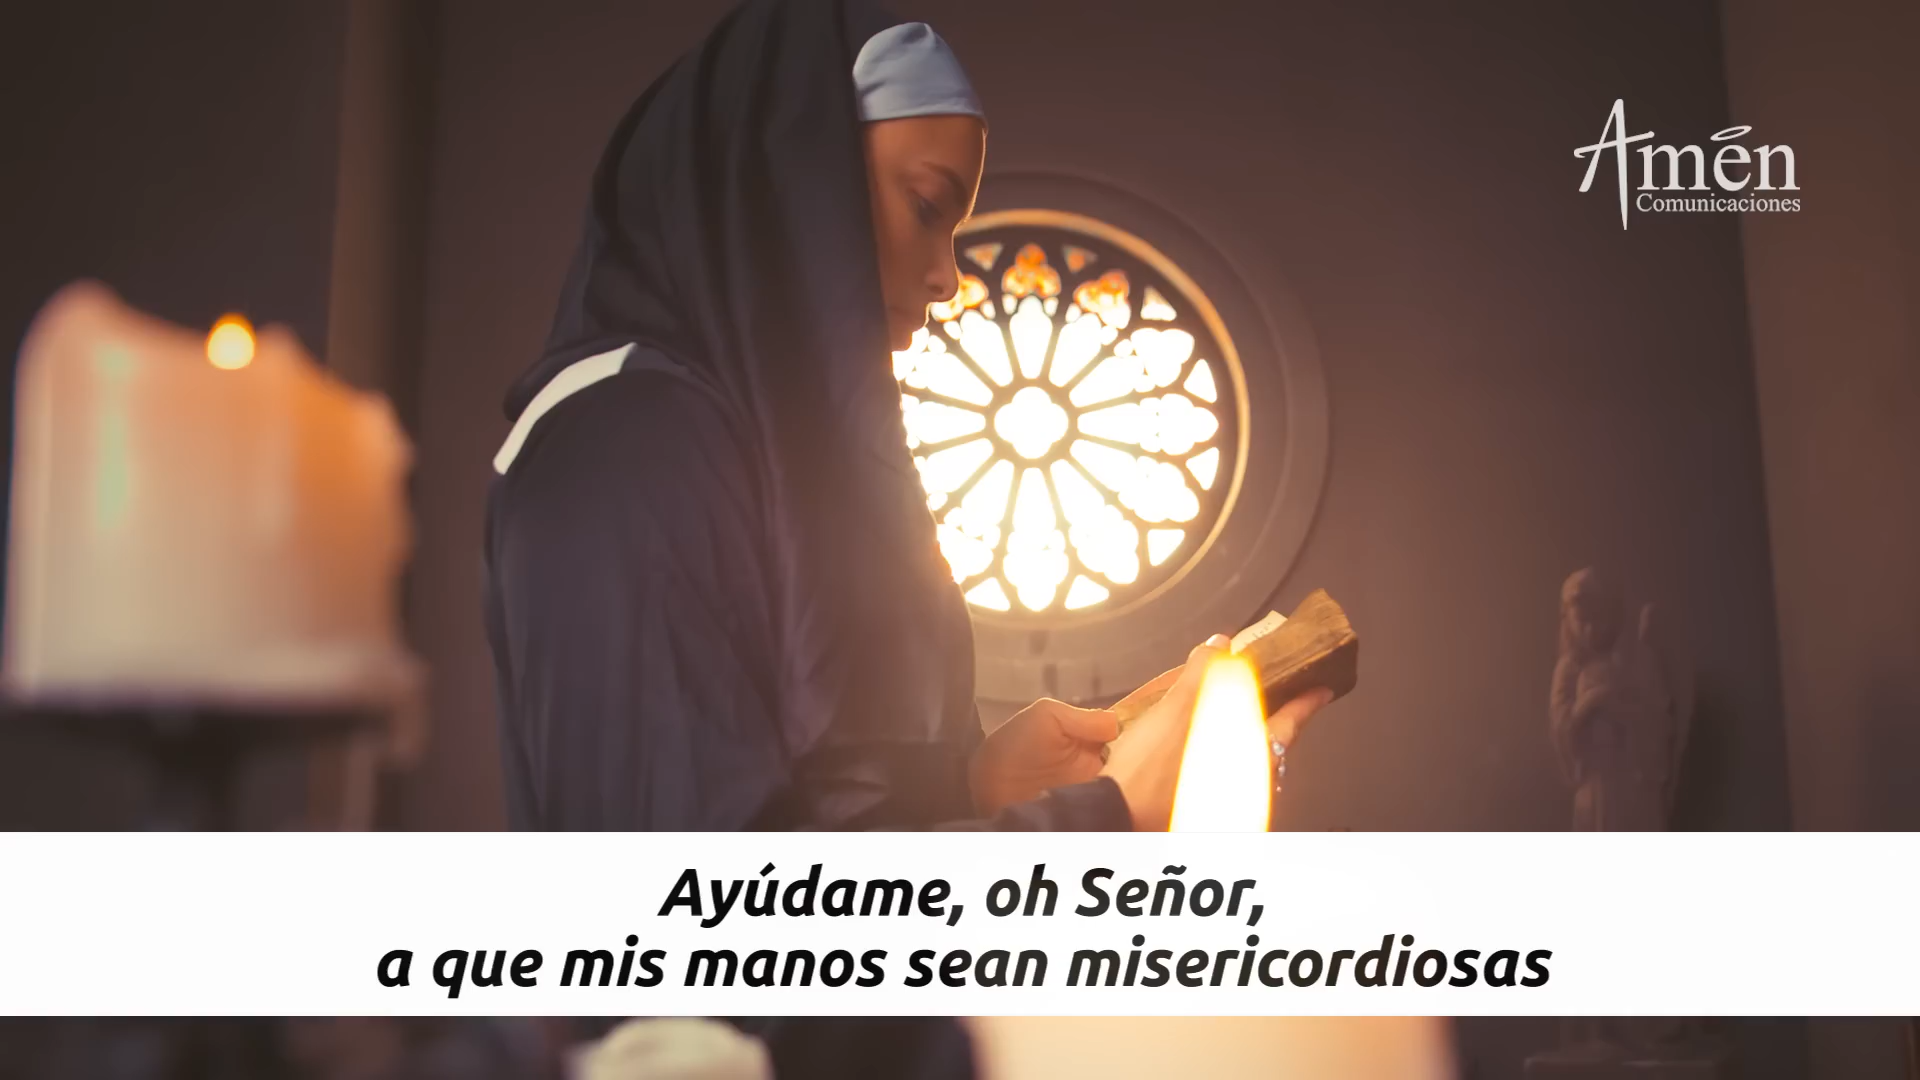 Amén
Comunicaciones
Ayúdame, oh Señor,
a que mis manos sean misericordiosas